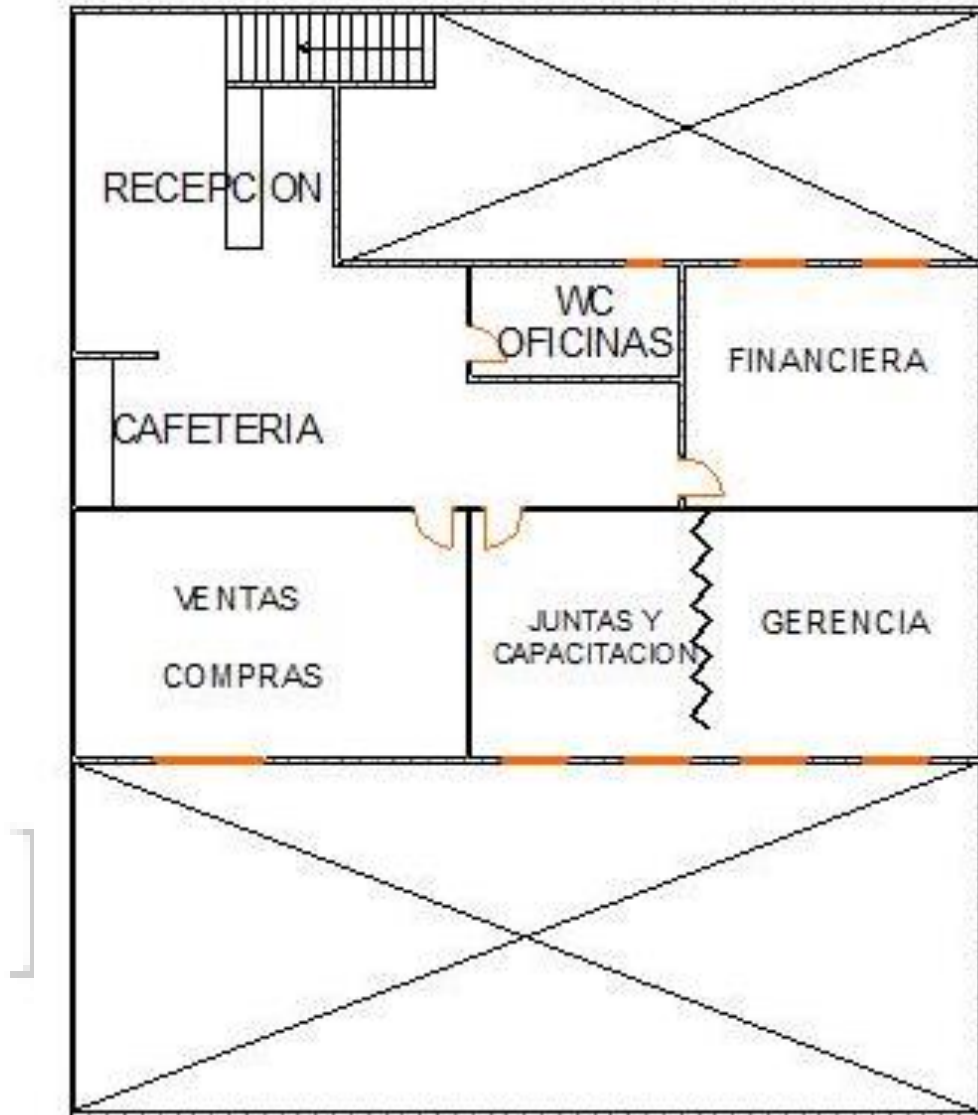 RECEPCION
WC
OFICINAS
FINANCIERA
CAFETERIA
VENTAS
COMPRAS
JUNTAS Y
CAPACITACION
GERENCIA